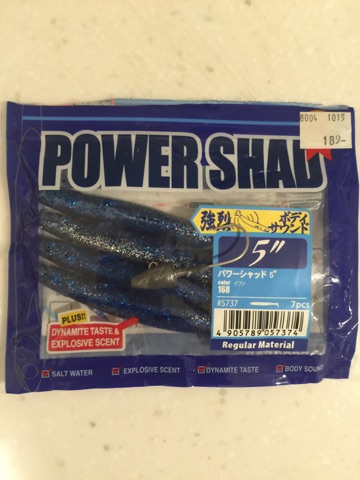 8004 1015
189-
POWER SHAD
強烈
ボディ
サウンド
5"
パワーシャッド 5"
color
168
#5737
7pcs
4 905789 057374
Regular Material
PLUS!!
DYNAMITE TASTE &
EXPLOSIVE SCENT
SALT WATER
EXPLOSIVE SCENT
DYNAMITE TASTE
BODY SOUND